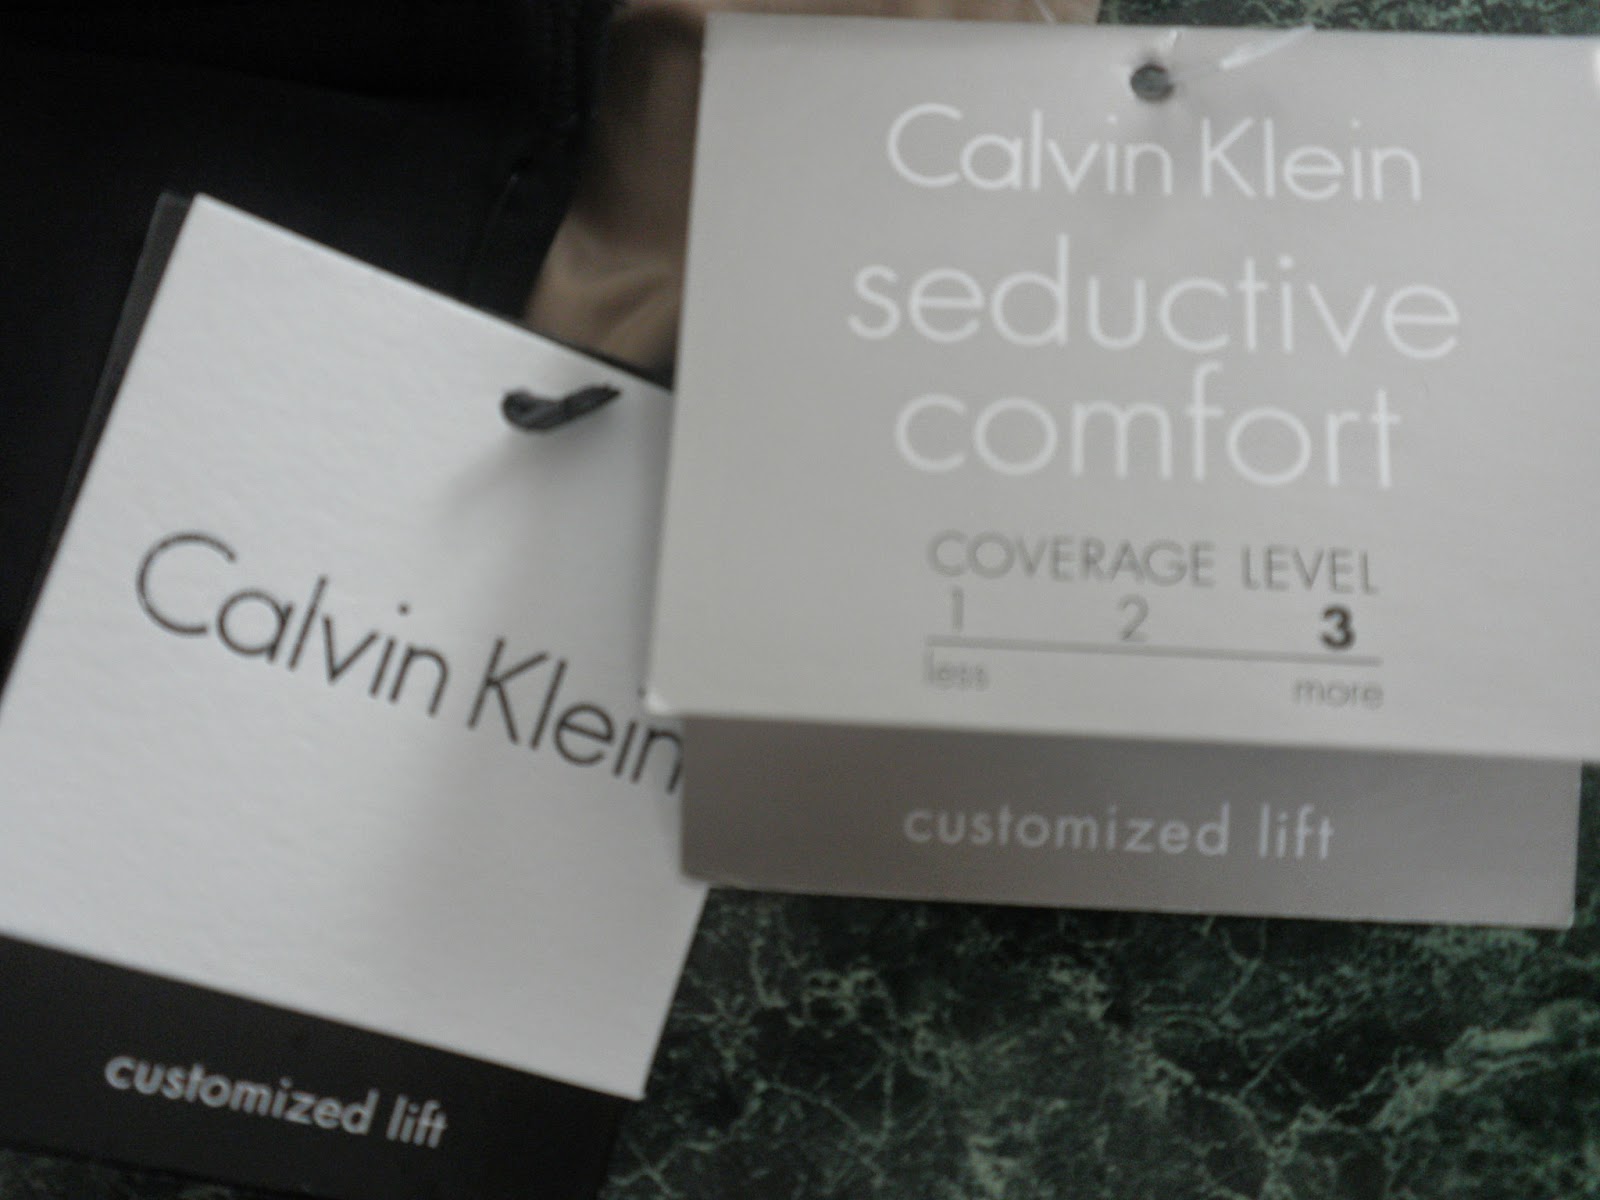 Calvin Klein
customized lift
Calvin Klein
seductive
comfort
COVERAGE LEVEL
1 2 3
less more
customized lift